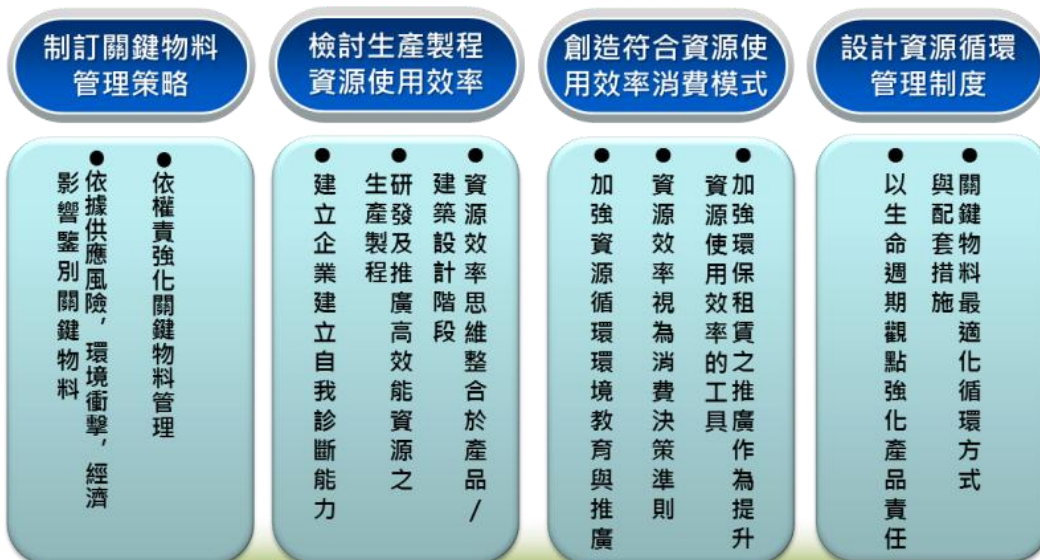 制訂關鍵物料
管理策略
● 依權責強化關鍵物料管理
● 依據供應風險，環境衝擊，經濟
影響鑒別關鍵物料
檢討生產製程
資源使用效率
● 資源效率思維整合於產品/
建築設計階段
● 研發及推廣高效能資源之
生產製程
● 建立企業建立自我診斷能力
創造符合資源使
用效率消費模式
● 加強環保租賃之推廣作為提升
資源使用效率的工具
● 資源效率視為消費決策準則
● 加強資源循環環境教育與推廣
設計資源循環
管理制度
● 關鍵物料最適化循環方式
與配套措施
● 以生命週期觀點強化產品責任